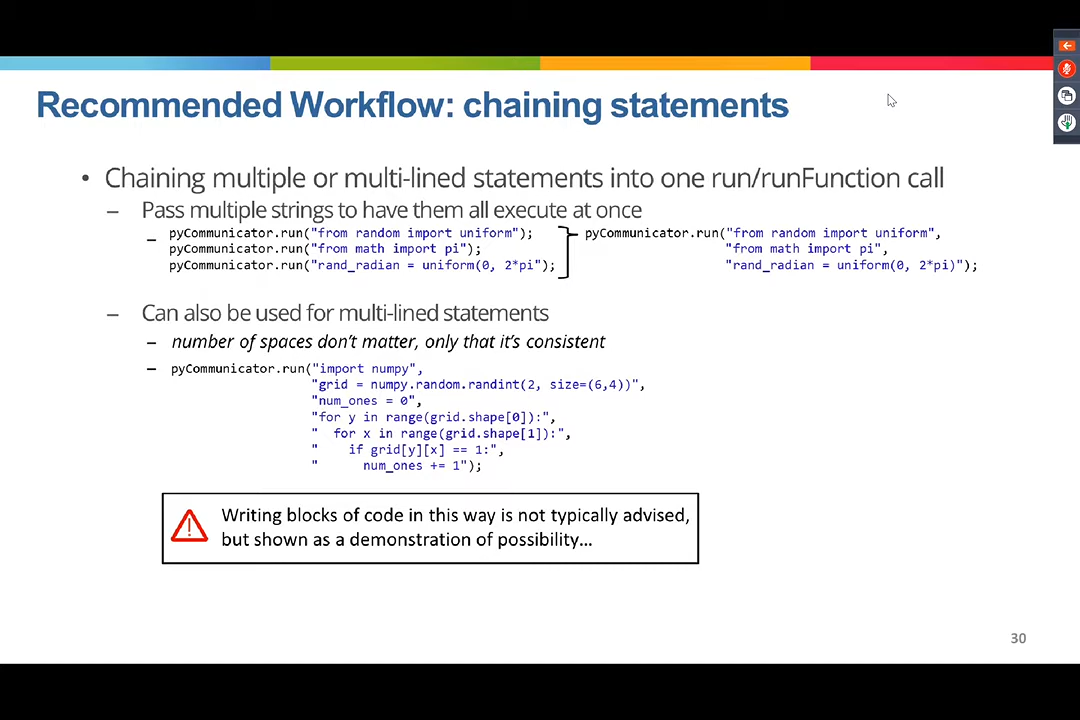 Recommended Workflow: chaining statements
• Chaining multiple or multi-lined statements into one run/runFunction call
– Pass multiple strings to have them all execute at once
– pyCommunicator.run("from random import uniform");
pyCommunicator.run("from math import pi");
pyCommunicator.run("rand_radian = uniform(0, 2*pi");
pyCommunicator.run("from random import uniform",
"from math import pi",
"rand_radian = uniform(0, 2*pi)");
– Can also be used for multi-lined statements
– number of spaces don't matter, only that it's consistent
– pyCommunicator.run("import numpy",
"grid = numpy.random.randint(2, size=(6,4))",
"num_ones = 0",
"for y in range(grid.shape[0]):",
"  for x in range(grid.shape[1]):",
"    if grid[y][x] == 1:",
"      num_ones += 1");
Writing blocks of code in this way is not typically advised,
but shown as a demonstration of possibility…
30